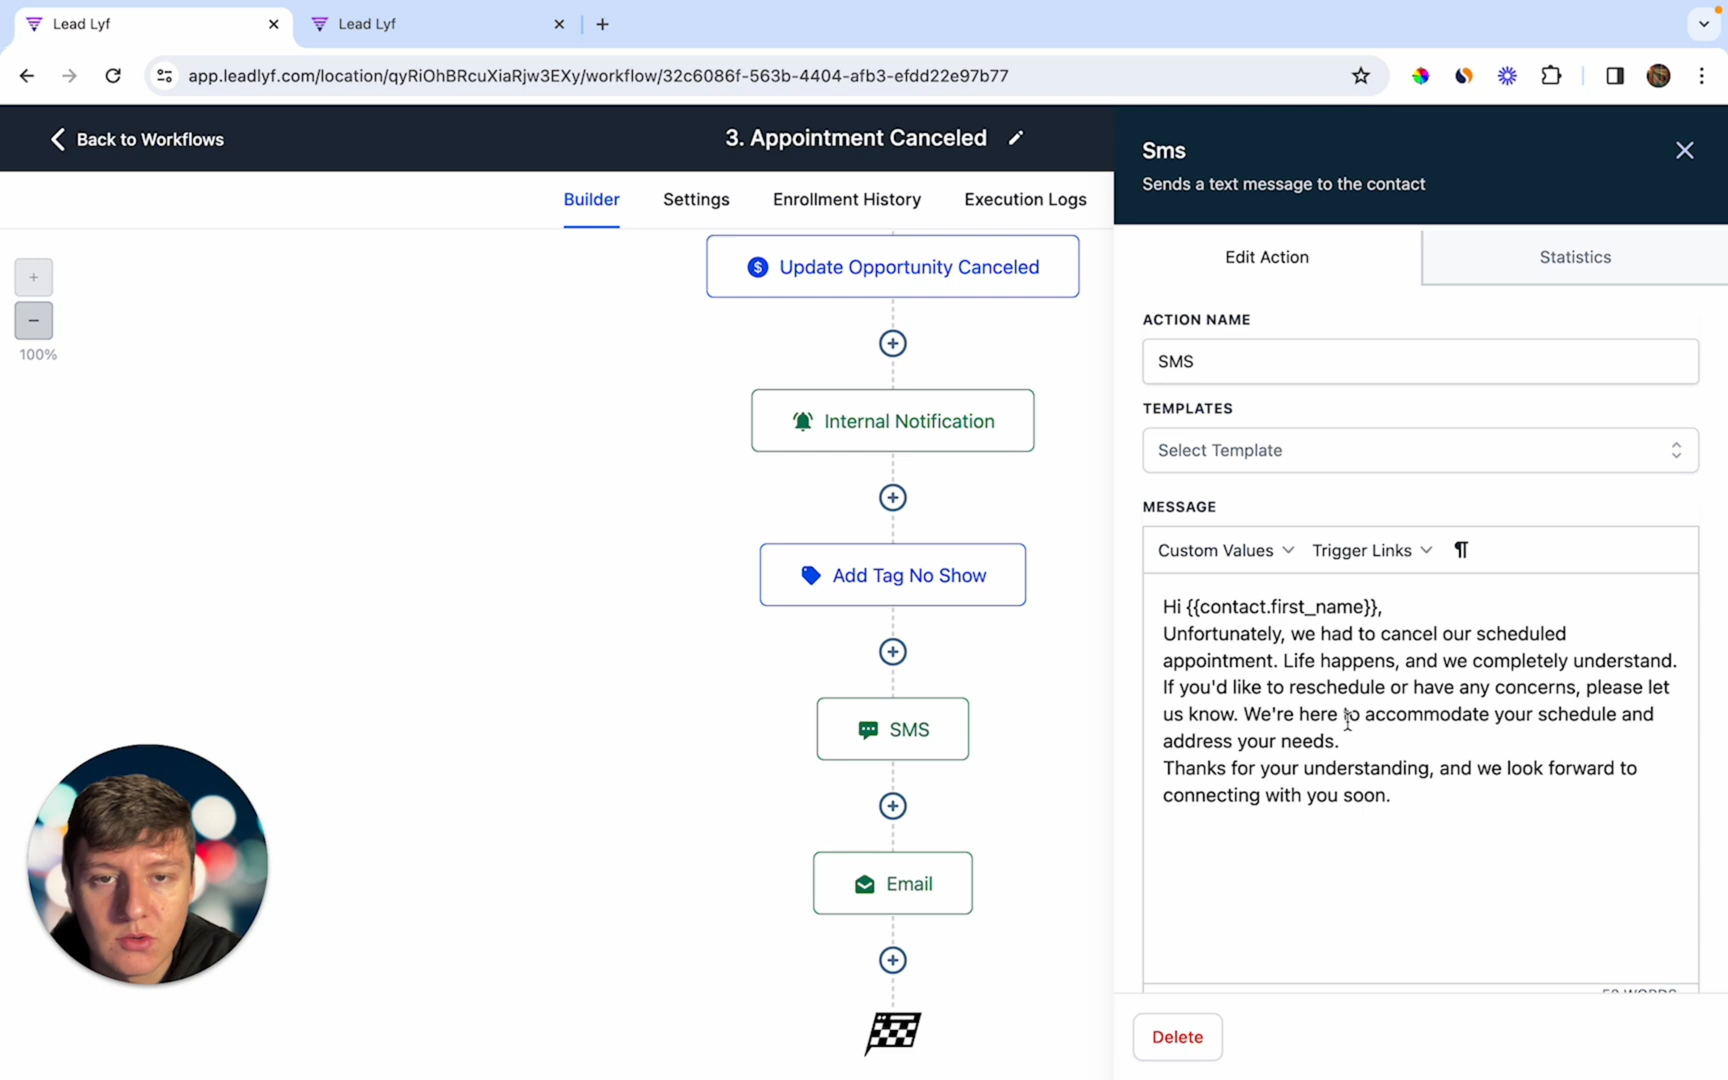 Lead Lyf
Lead Lyf
app.leadlyf.com/location/qyRiOhBRcuXiaRjw3EXy/workflow/32c6086f-563b-4404-afb3-efdd22e97b77
Back to Workflows
3. Appointment Canceled
Builder
Settings
Enrollment History
Execution Logs
+
−
100%
Update Opportunity Canceled
Internal Notification
Add Tag No Show
SMS
Email
Sms
Sends a text message to the contact
Edit Action
Statistics
ACTION NAME
SMS
TEMPLATES
Select Template
MESSAGE
Custom Values
Trigger Links
¶
Hi {{contact.first_name}},
Unfortunately, we had to cancel our scheduled
appointment. Life happens, and we completely understand.
If you'd like to reschedule or have any concerns, please let
us know. We're here to accommodate your schedule and
address your needs.
Thanks for your understanding, and we look forward to
connecting with you soon.
Delete